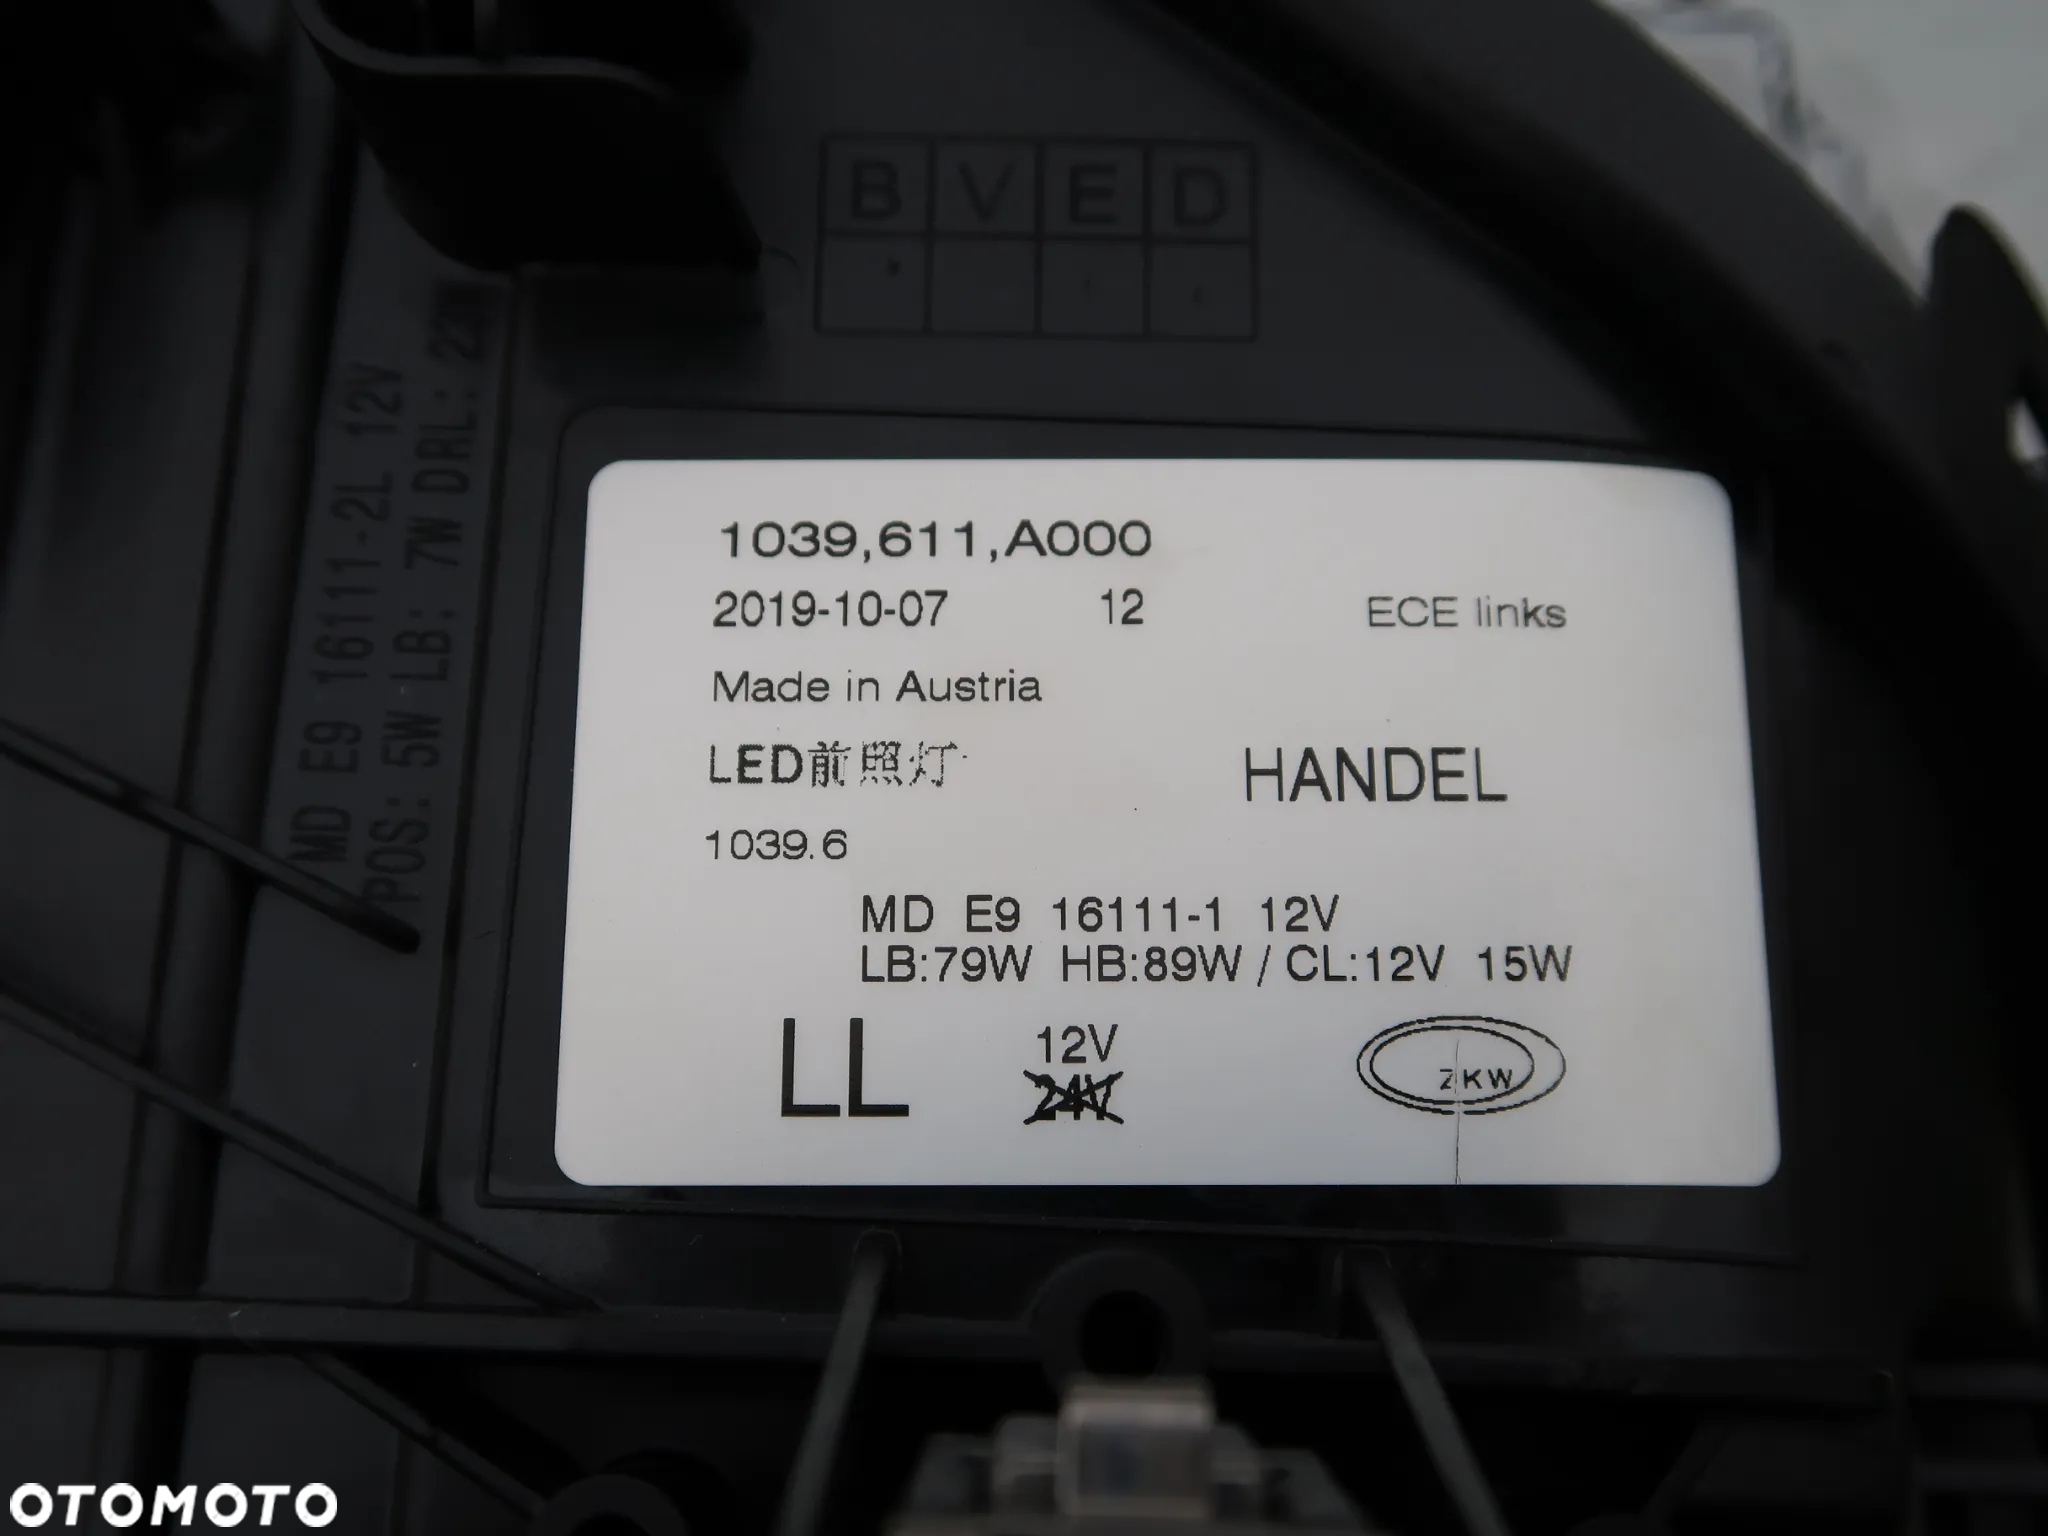 B V E D
MD E9 16111-2L 12V
POS.: 5W LB: 7W DRL: 22W
1039,611,A000
2019-10-07 12 ECE links
Made in Austria
LED前照灯 HANDEL
1039.6
MD E9 16111-1 12V
LB:79W HB:89W / CL:12V 15W
LL 12V
24V
ZKW
OTOMOTO